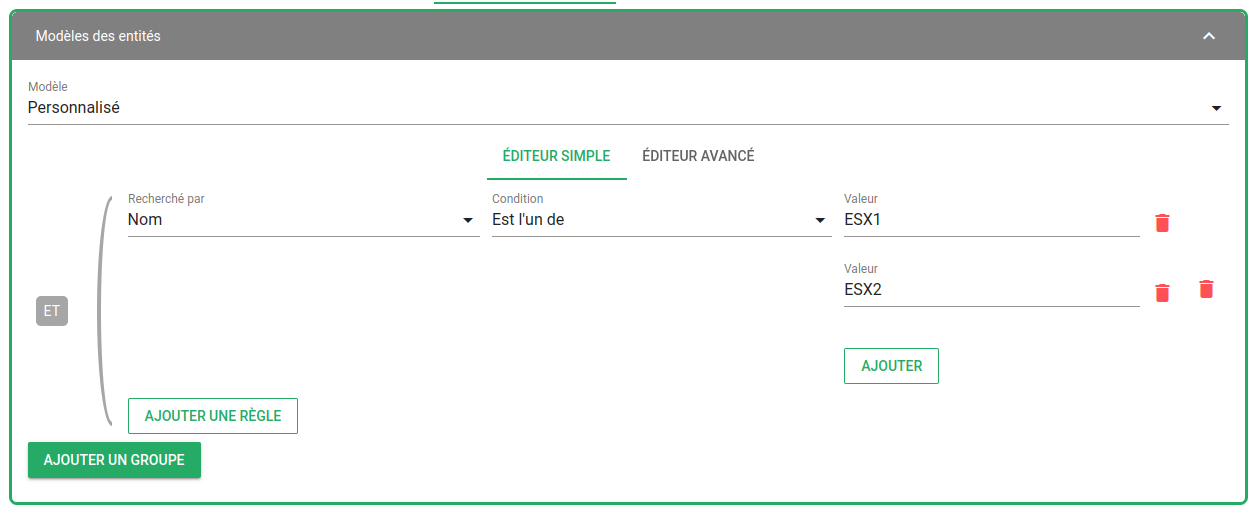 Modèles des entités
Modèle
Personnalisé
ÉDITEUR SIMPLE ÉDITEUR AVANCÉ
Recherché par Condition Valeur
Nom Est l'un de ESX1
Valeur
ESX2
ET
AJOUTER
AJOUTER UNE RÈGLE
AJOUTER UN GROUPE